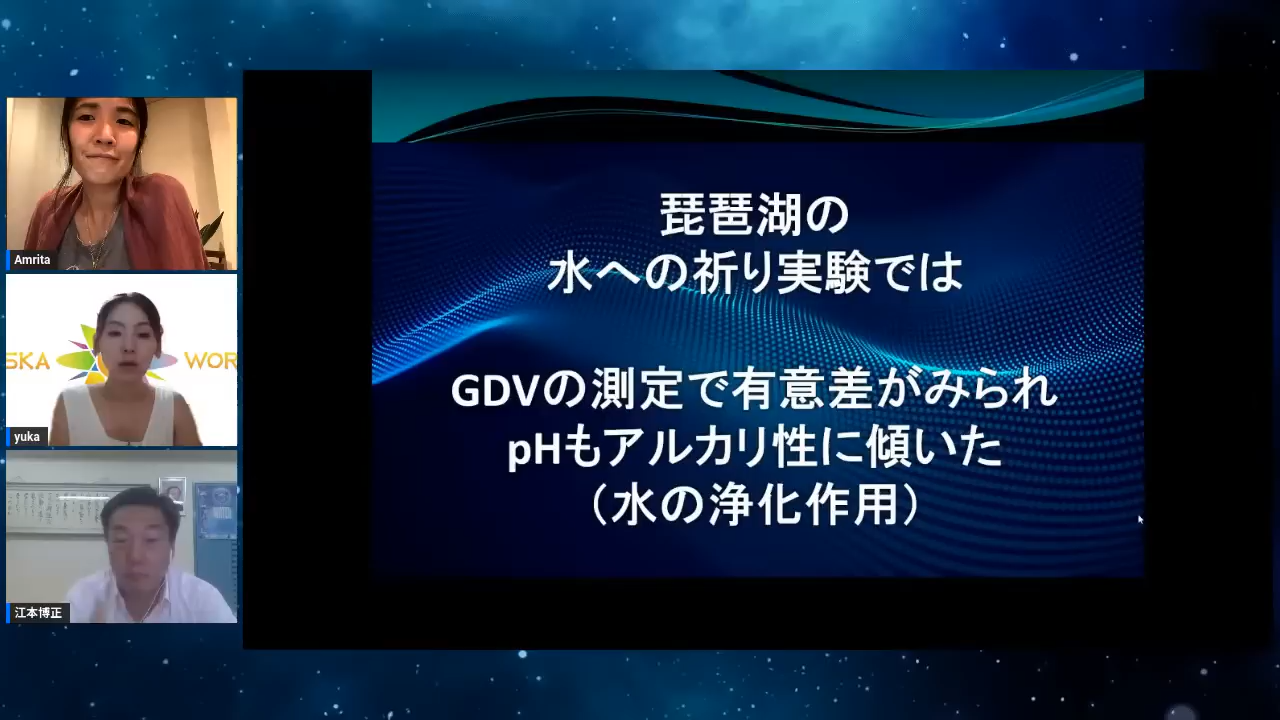 Amrita
SKA WOR
yuka
江本博正
琵琶湖の
水への祈り実験では
GDVの測定で有意差がみられ
pHもアルカリ性に傾いた
（水の浄化作用）